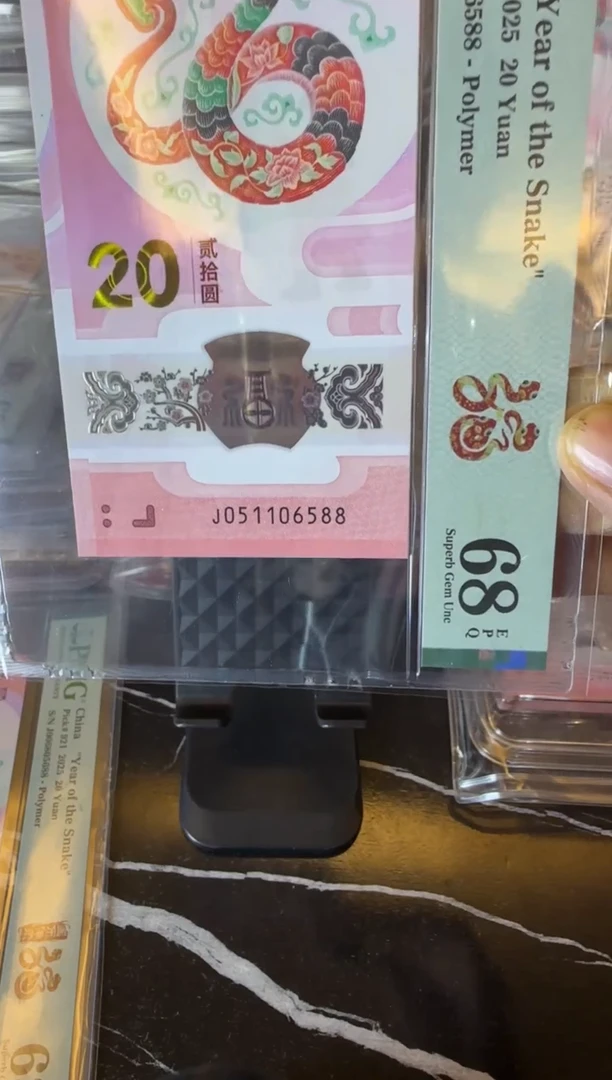 20
贰拾圆
J051106588
Year of the Snake"
2025 20 Yuan
6588 - Polymer
68
EPQ
Superb Gem Unc
China "Year of the Snake"
2025 20 Yuan
- Polymer
6